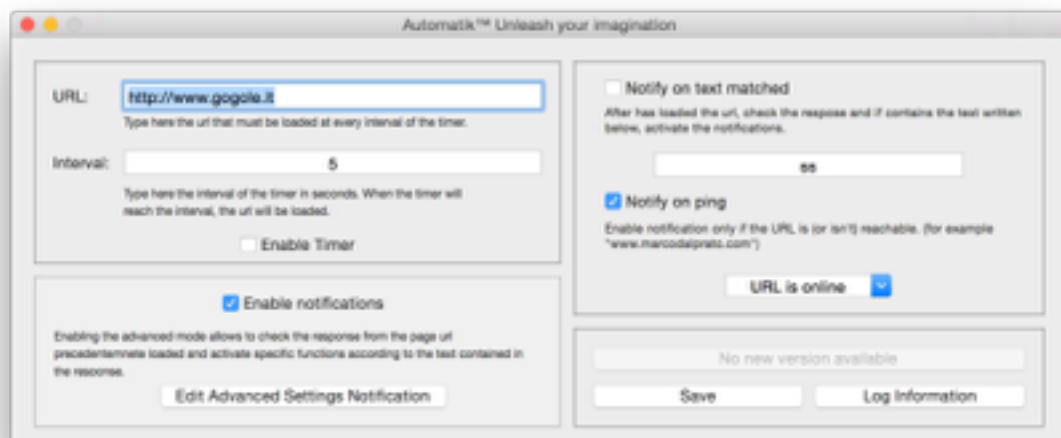 Automatik™ Unleash your imagination
URL:
http://www.gogole.it
Type here the url that must be loaded at every interval of the timer.
Interval:
5
Type here the interval of the timer in seconds. When the timer will
reach the interval, the url will be loaded.
Enable Timer
Enable notifications
Enabling the advanced mode allows to check the response from the page url
precedentemnete loaded and activate specific functions according to the text contained in
the response.
Edit Advanced Settings Notification
Notify on text matched
After has loaded the url, check the respose and if contains the text written
below, activate the notifications.
Notify on ping
Enable notification only if the URL is (or isn't) reachable. (for example
"www.marcodalprato.com")
URL is online
No new version available
Save
Log Information